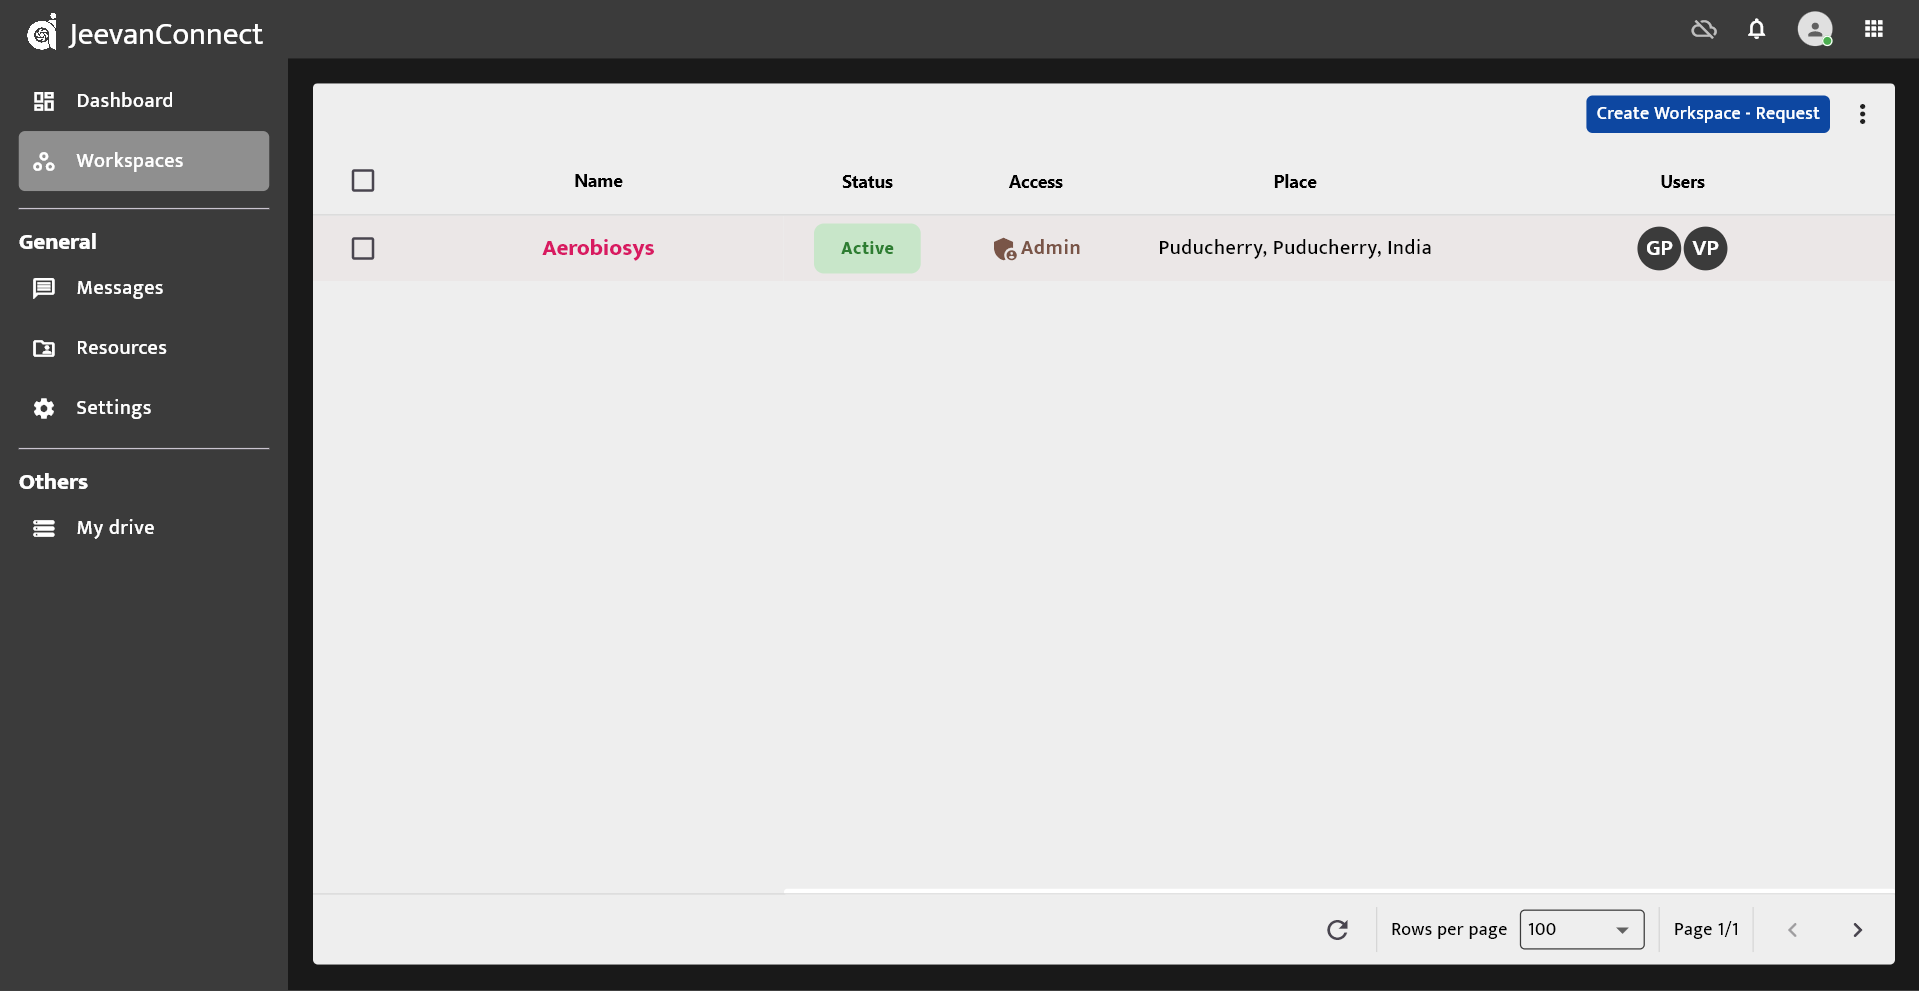 JeevanConnect
Dashboard
Workspaces
General
Messages
Resources
Settings
Others
My drive
Create Workspace - Request
Name Status Access Place Users
Aerobiosys Active Admin Puducherry, Puducherry, India GP VP
Rows per page 100 Page 1/1